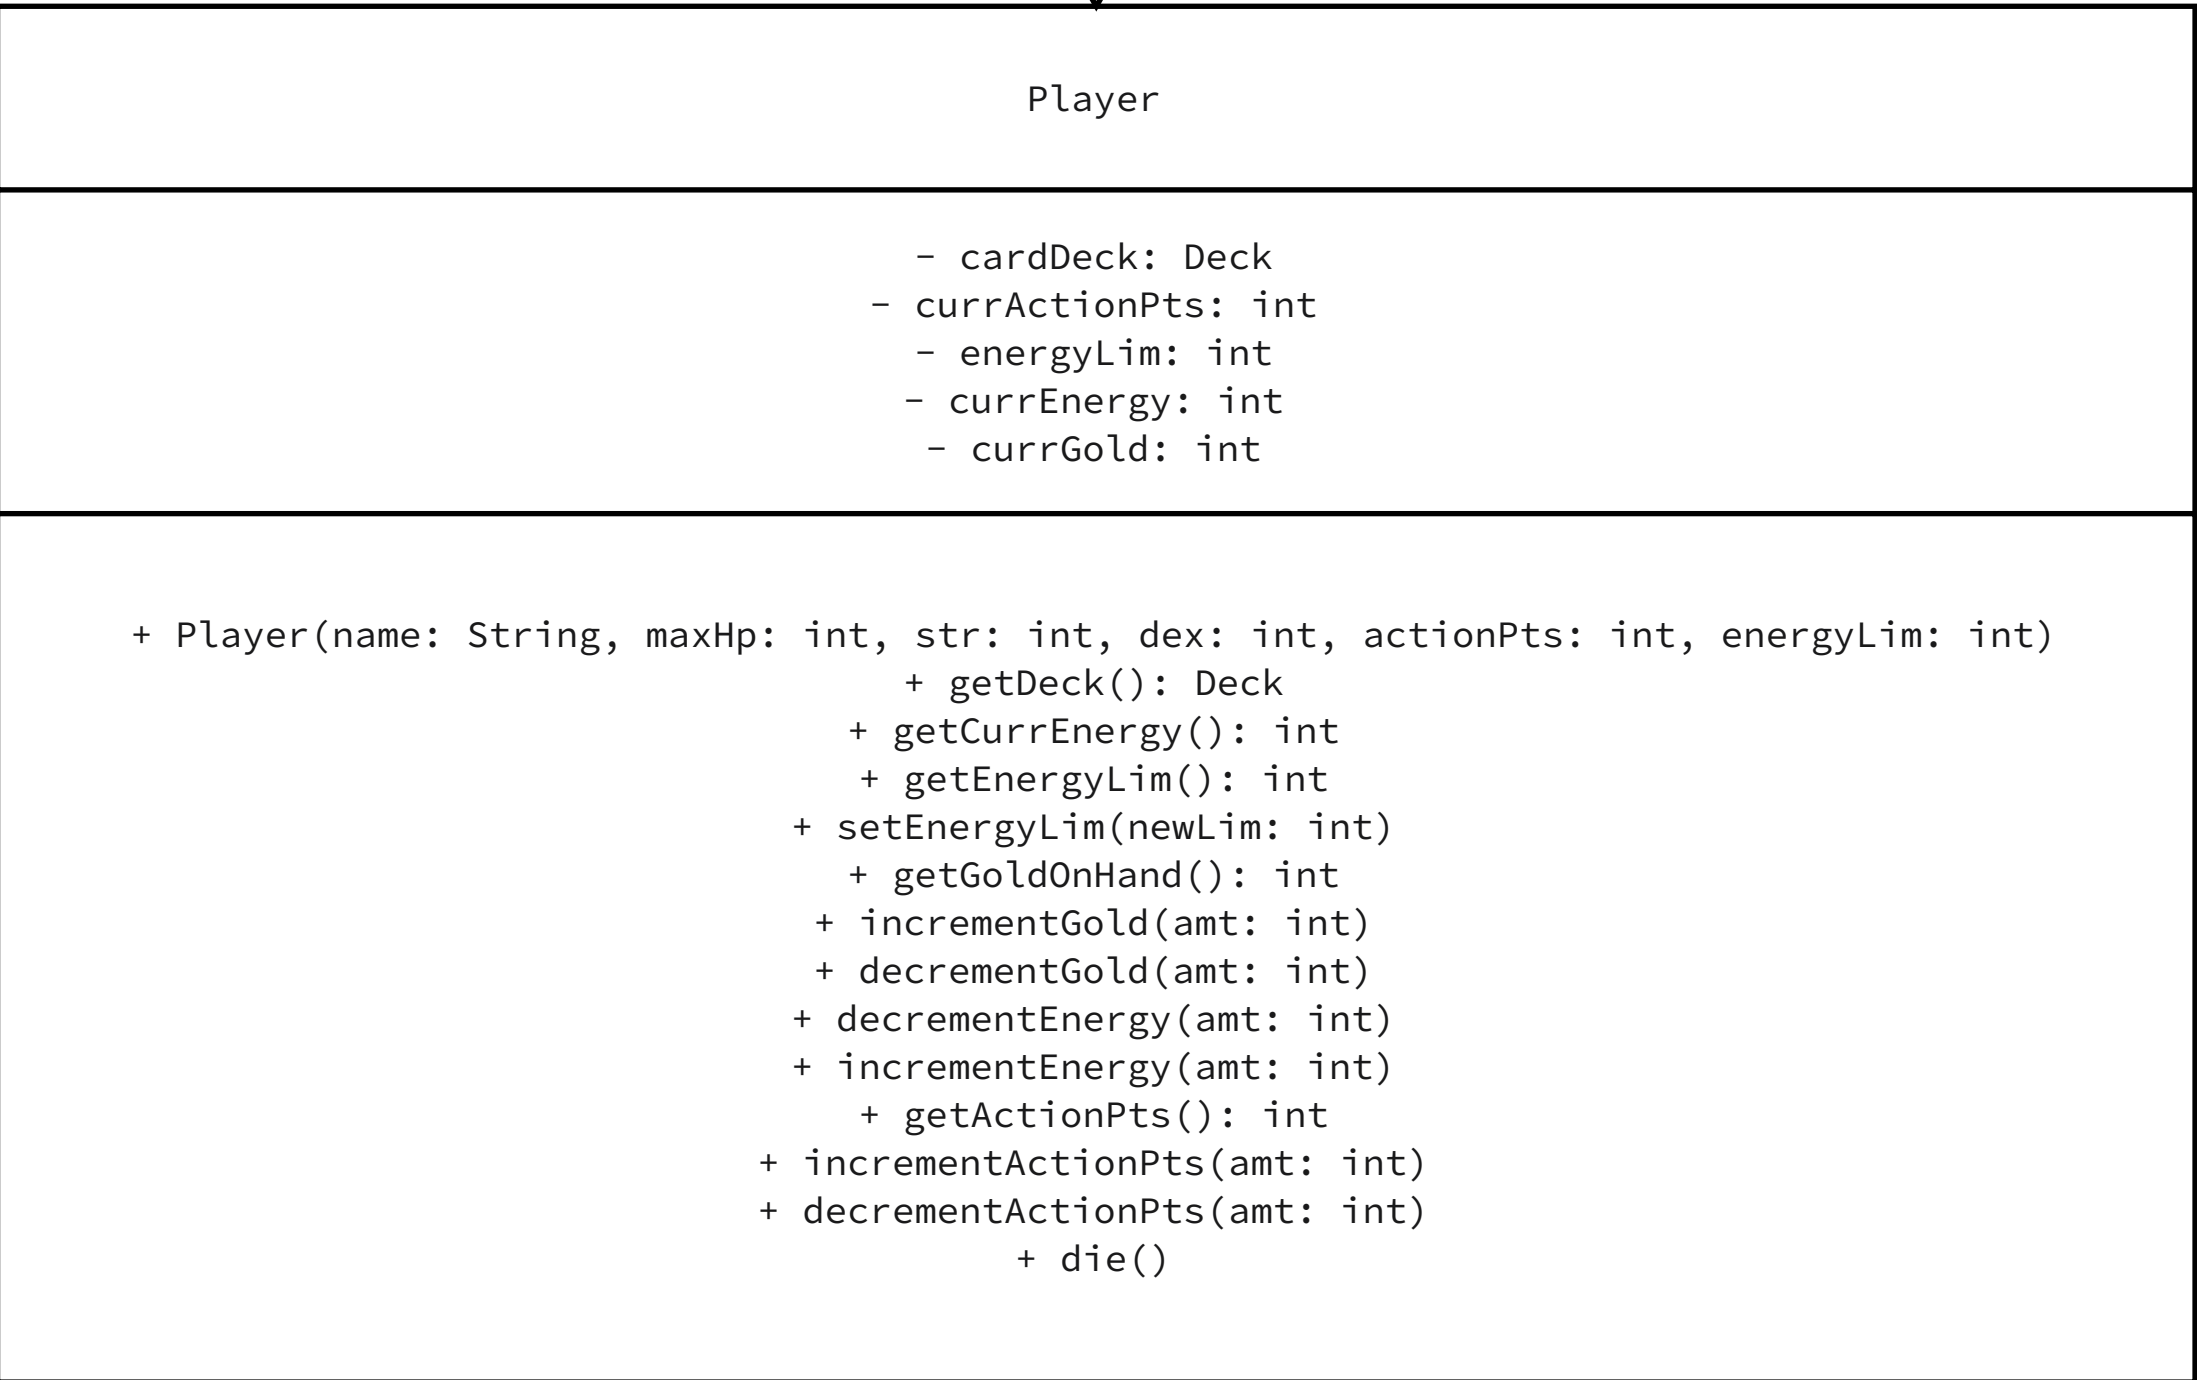 Player
- cardDeck: Deck
- currActionPts: int
- energyLim: int
- currEnergy: int
- currGold: int
+ Player(name: String, maxHp: int, str: int, dex: int, actionPts: int, energyLim: int)
+ getDeck(): Deck
+ getCurrEnergy(): int
+ getEnergyLim(): int
+ setEnergyLim(newLim: int)
+ getGoldOnHand(): int
+ incrementGold(amt: int)
+ decrementGold(amt: int)
+ decrementEnergy(amt: int)
+ incrementEnergy(amt: int)
+ getActionPts(): int
+ incrementActionPts(amt: int)
+ decrementActionPts(amt: int)
+ die()